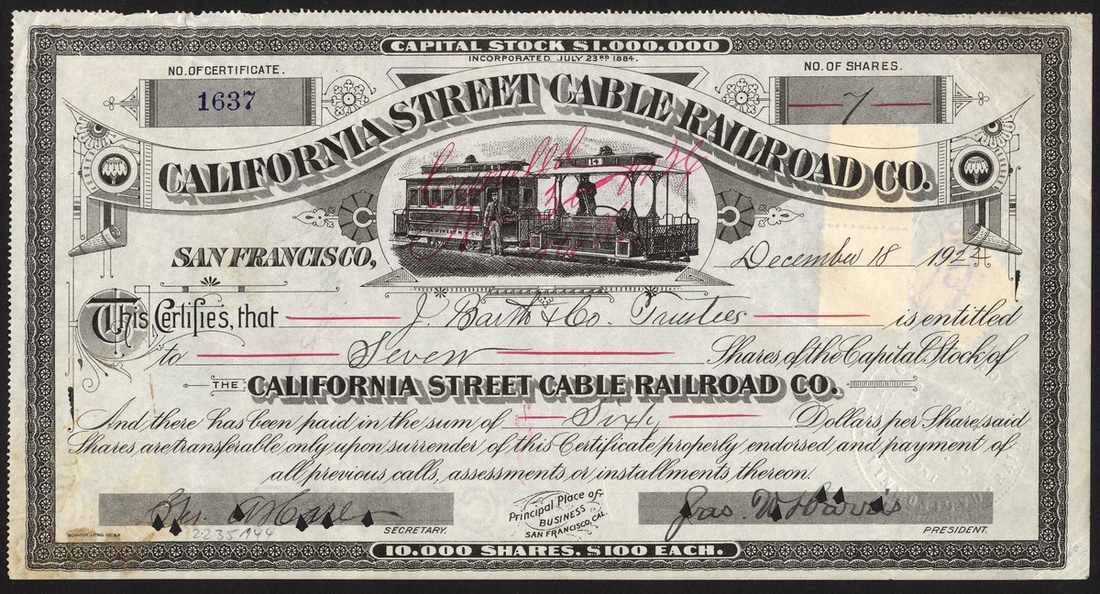 CAPITAL STOCK $1.000.000
INCORPORATED JULY 23RD 1884.
NO. OF CERTIFICATE.
1637
NO. OF SHARES.
7
CALIFORNIA STREET CABLE RAILROAD CO.
Cancelled
SAN FRANCISCO,
December 18 1924
This Certifies, that J. Barth & Co. Trustees is entitled
to Seven Shares of the Capital Stock of
THE CALIFORNIA STREET CABLE RAILROAD CO.
And there has been paid in the sum of Sixty Dollars per Share, said
Shares are transferable only upon surrender of this Certificate properly endorsed and payment of
all previous calls, assessments or installments thereon.
Principal Place of
BUSINESS
SAN FRANCISCO, CAL.
Jas W Harris
2235144
SECRETARY.
PRESIDENT.
10.000 SHARES. $100 EACH.